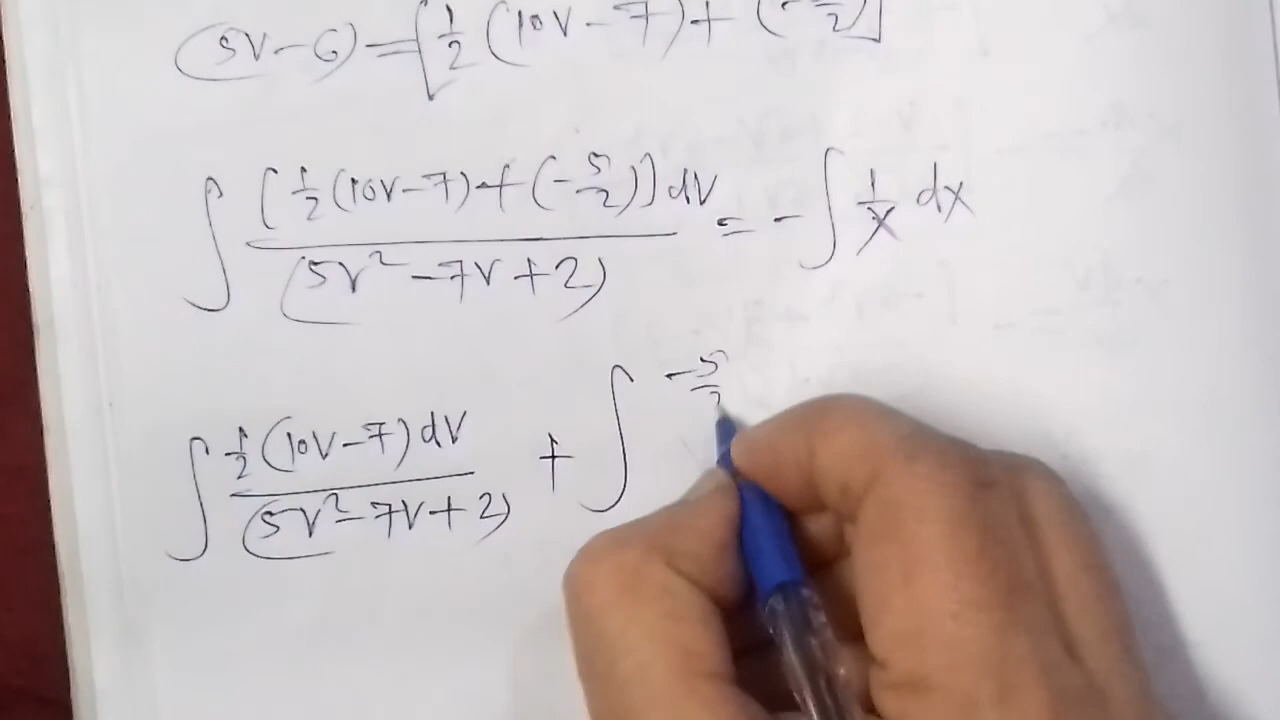 (5v-6) = [1/2 (10v-7) + (-5/2)]
∫ [1/2 (10v-7) + (-5/2)] dv / (5v² - 7v + 2) = - ∫ 1/x dx
∫ 1/2 (10v-7) dv / (5v² - 7v + 2) + ∫ -5/2